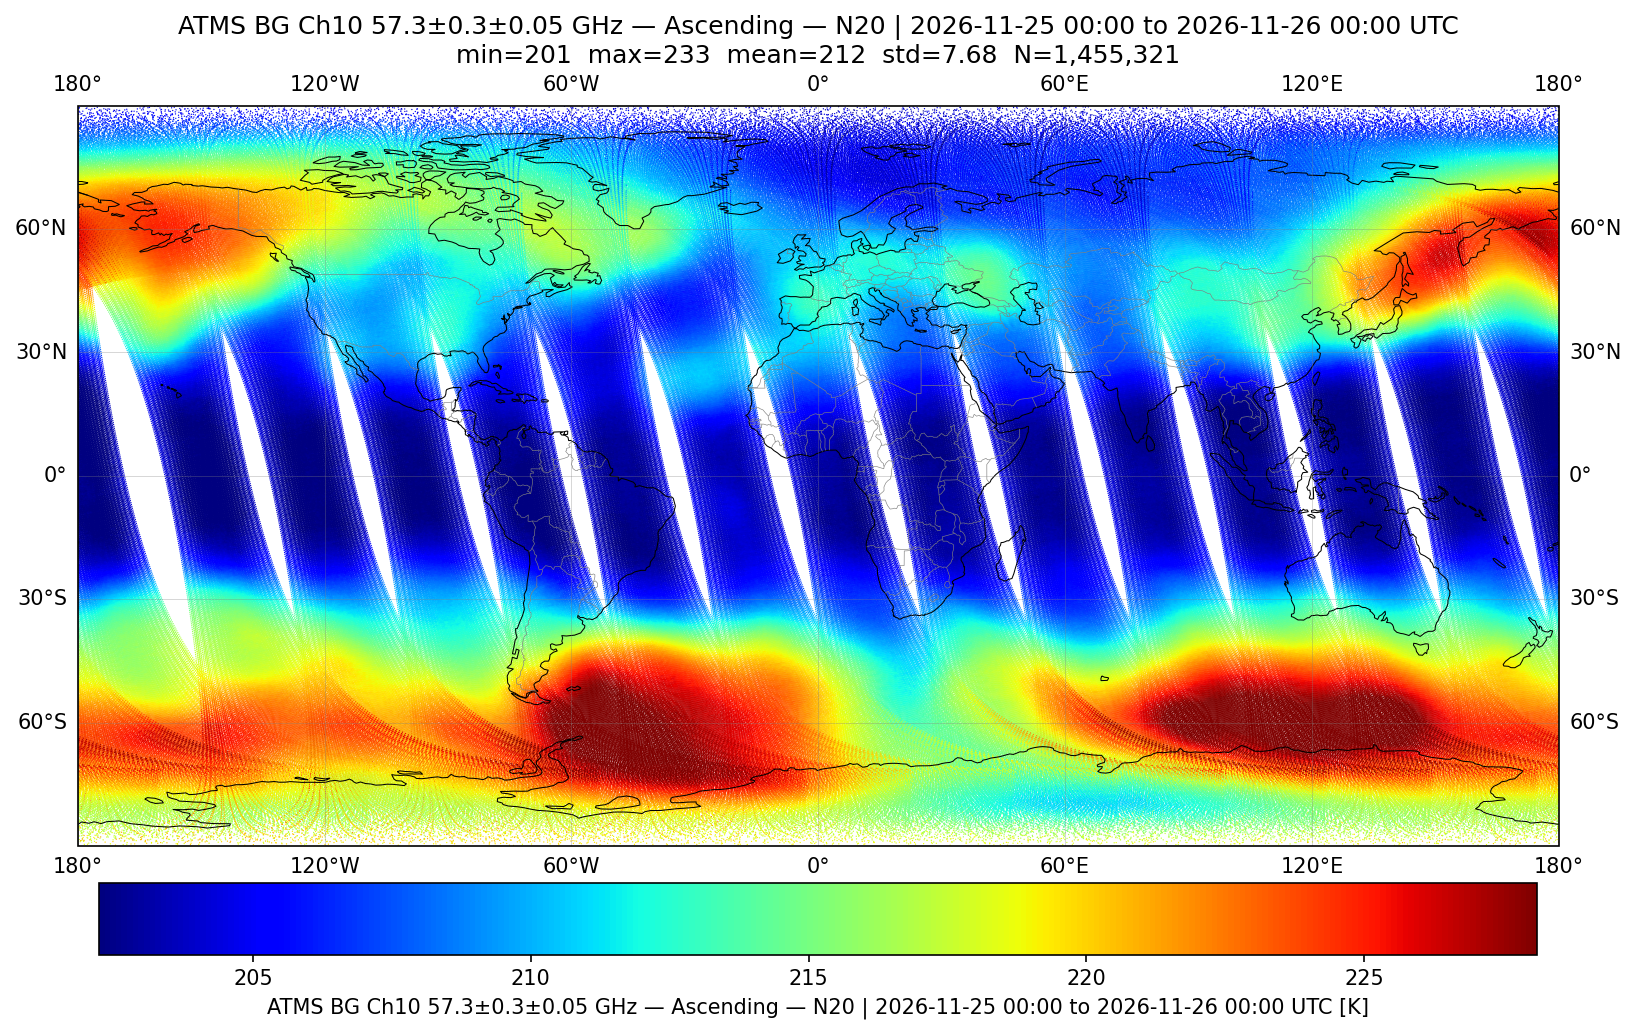 ATMS BG Ch10 57.3±0.3±0.05 GHz — Ascending — N20 | 2026-11-25 00:00 to 2026-11-26 00:00 UTC
min=201 max=233 mean=212 std=7.68 N=1,455,321
180° 120°W 60°W 0° 60°E 120°E 180°
60°N 60°N
30°N 30°N
0° 0°
30°S 30°S
60°S 60°S
180° 120°W 60°W 0° 60°E 120°E 180°
205 210 215 220 225
ATMS BG Ch10 57.3±0.3±0.05 GHz — Ascending — N20 | 2026-11-25 00:00 to 2026-11-26 00:00 UTC [K]